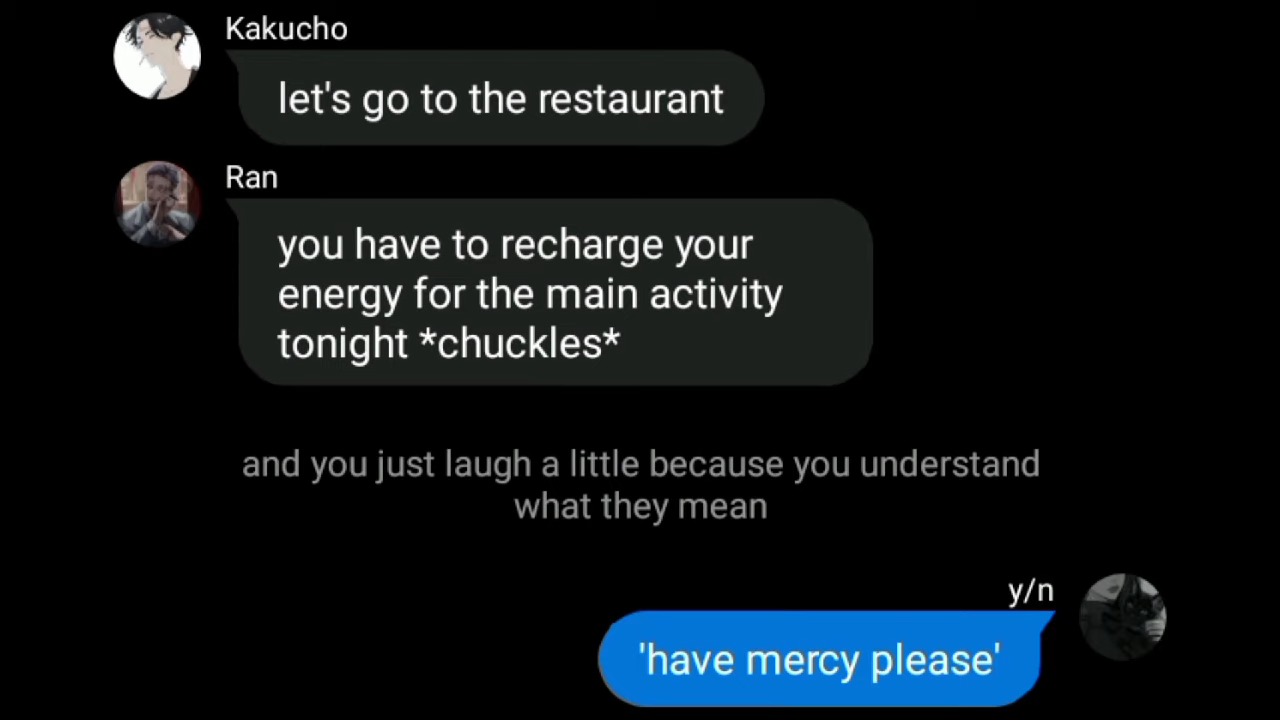 Kakucho
let's go to the restaurant
Ran
you have to recharge your
energy for the main activity
tonight *chuckles*
and you just laugh a little because you understand
what they mean
y/n
'have mercy please'